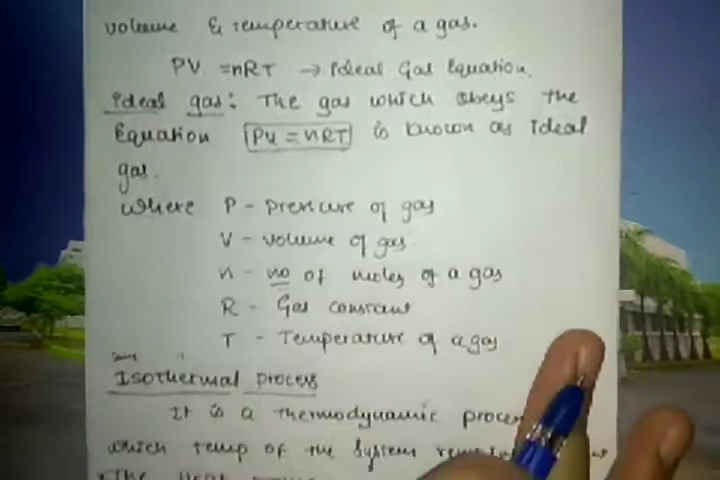 volume & Temperature of a gas.
PV =nRT → Ideal Gas Equation.
Ideal gas: The gas which obeys the
Equation PV = nRT is known as ideal
gas.
Where P - pressure of gas
V - volume of gas
n - no of moles of a gas
R - Gas constant
T - Temperature of a gas
Isothermal process
It is a thermodynamic
which temp of the system
The heat